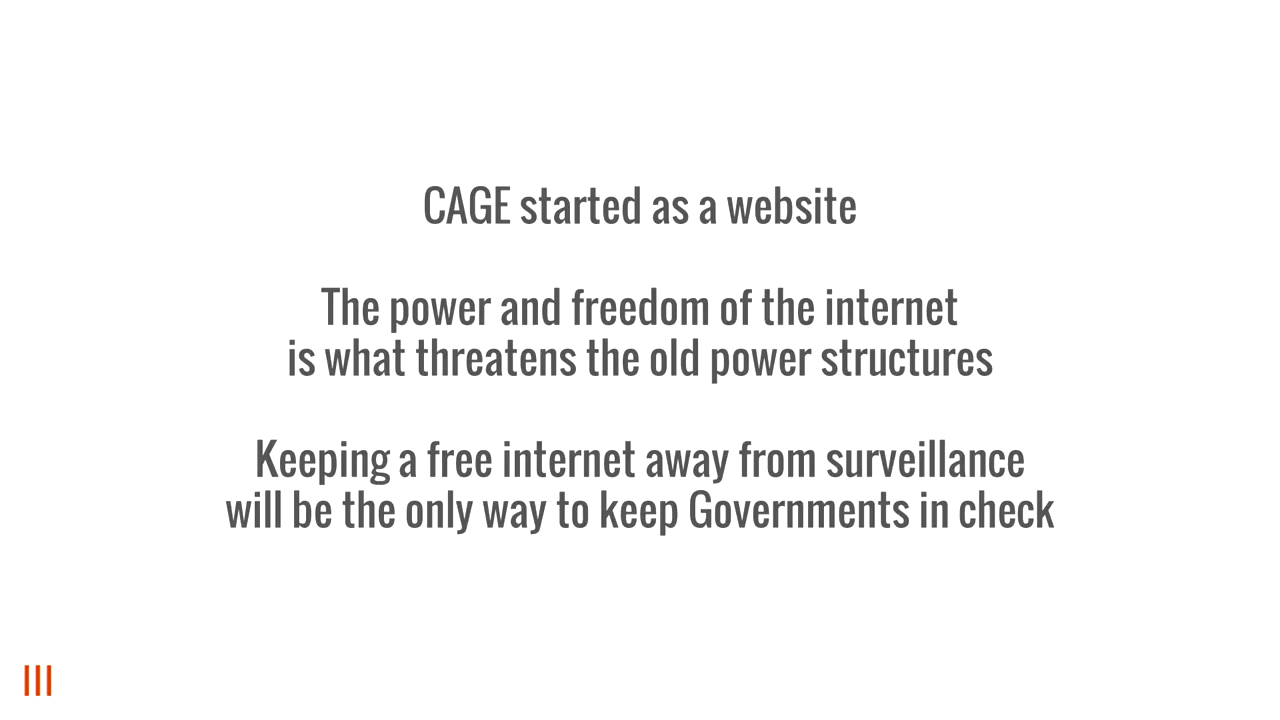 CAGE started as a website
The power and freedom of the internet
is what threatens the old power structures
Keeping a free internet away from surveillance
will be the only way to keep Governments in check